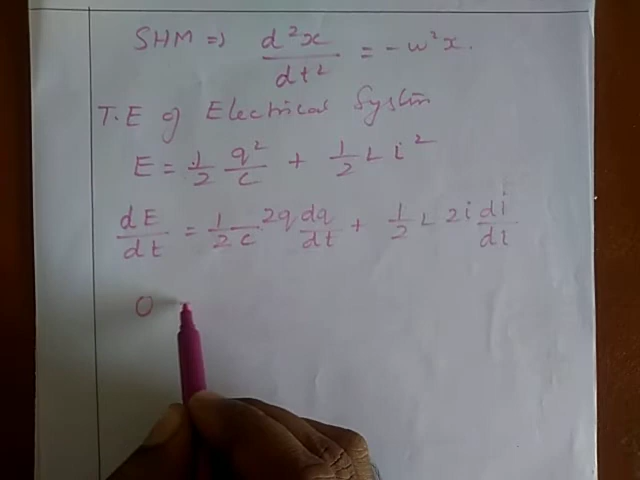 SHM ⇒ d²x/dt² = -ω²x.
T.E of Electrical System
E = 1/2 q²/c + 1/2 L i²
dE/dt = 1/2c 2q dq/dt + 1/2 L 2i di/dt
0